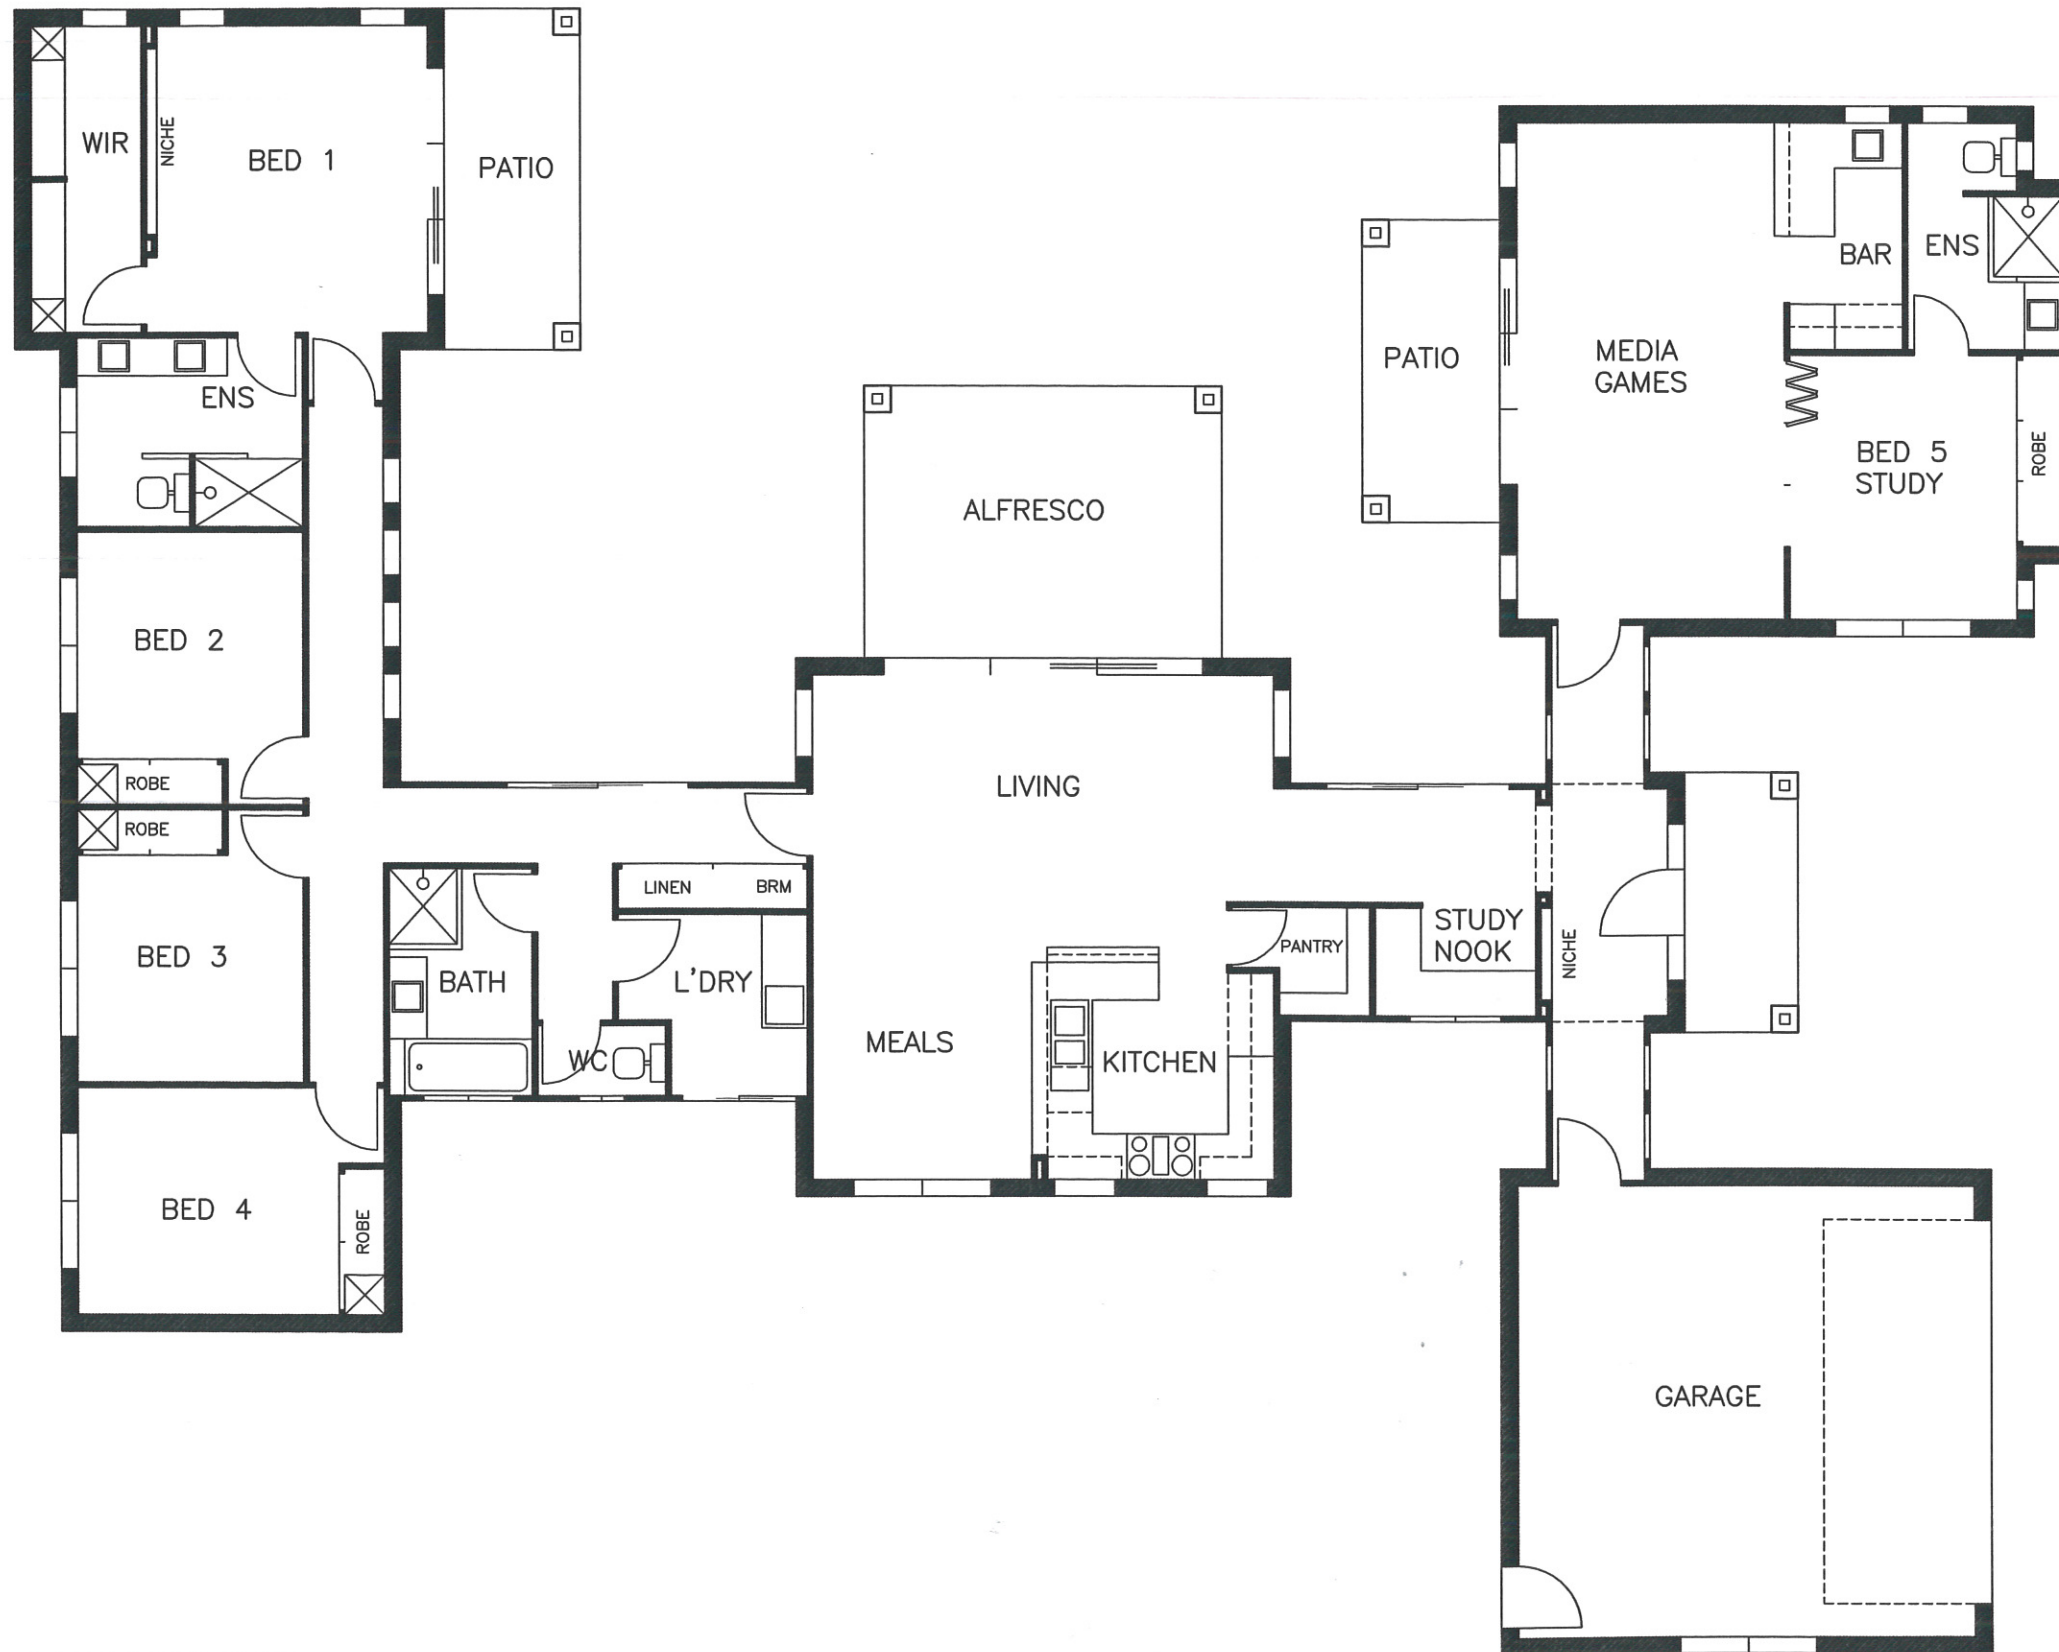 WIR
NICHE
BED 1
PATIO
BAR
ENS
MEDIA
GAMES
PATIO
ENS
BED 5
STUDY
ROBE
ALFRESCO
BED 2
ROBE
ROBE
LIVING
LINEN
BRM
BED 3
BATH
L'DRY
PANTRY
STUDY
NOOK
NICHE
MEALS
WC
KITCHEN
BED 4
ROBE
GARAGE